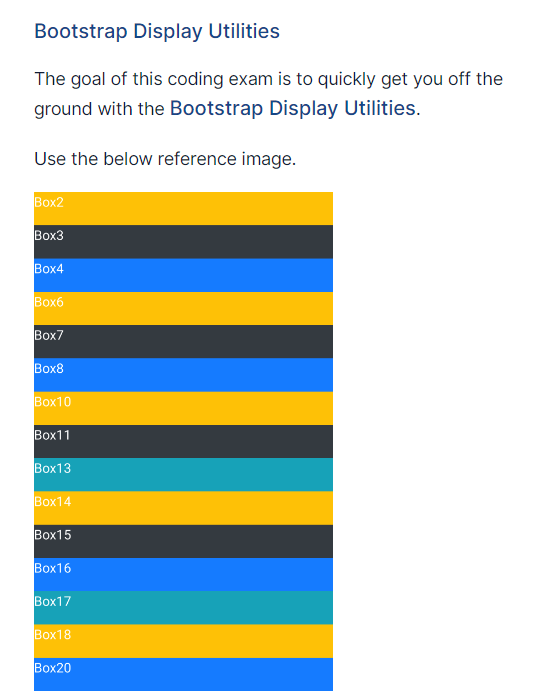 Bootstrap Display Utilities
The goal of this coding exam is to quickly get you off the
ground with the Bootstrap Display Utilities.
Use the below reference image.
Box2
Box3
Box4
Box6
Box7
Box8
Box10
Box11
Box13
Box14
Box15
Box16
Box17
Box18
Box20